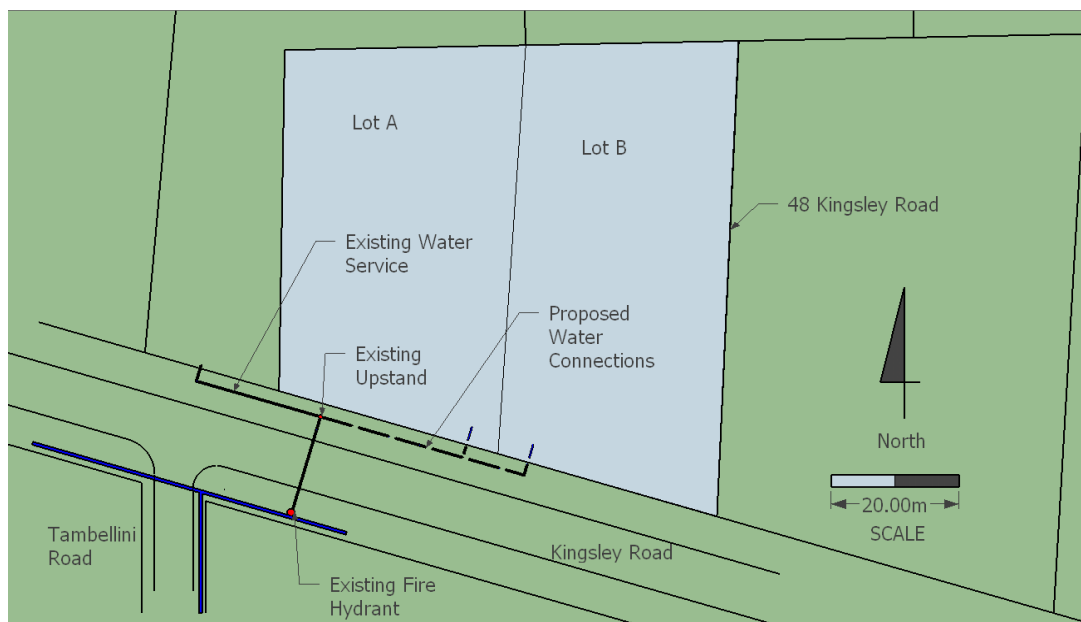 Lot A
Lot B
48 Kingsley Road
Existing Water
Service
Proposed
Water
Connections
Existing
Upstand
North
20.00m
SCALE
Tambellini
Road
Kingsley Road
Existing Fire
Hydrant